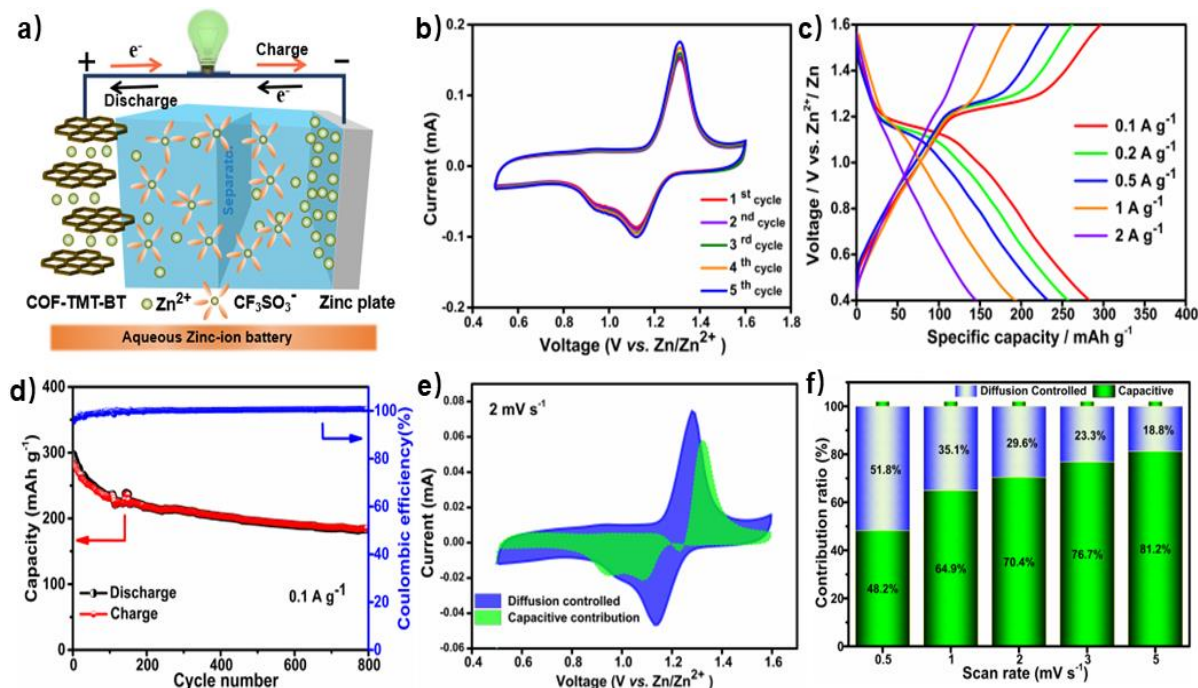 a)
e⁻
Charge
+
−
Discharge
e⁻
Separator
COF-TMT-BT
Zn²⁺
CF₃SO₃⁻
Zinc plate
Aqueous Zinc-ion battery
b)
Current (mA)
0.2
0.1
0.0
-0.1
0.2
0.4 0.6 0.8 1.0 1.2 1.4 1.6 1.8
Voltage (V vs. Zn/Zn²⁺)
1 st cycle
2 nd cycle
3 rd cycle
4 th cycle
5 th cycle
c)
Voltage / V vs. Zn²⁺/ Zn
1.6
1.4
1.2
1.0
0.8
0.6
0.4
0 50 100 150 200 250 300 350 400
Specific capacity / mAh g⁻¹
0.1 A g⁻¹
0.2 A g⁻¹
0.5 A g⁻¹
1 A g⁻¹
2 A g⁻¹
d)
Capacity (mAh g⁻¹)
400
300
200
100
0
0 200 400 600 800
Cycle number
Coulombic efficiency(%)
100
80
60
40
20
0
Discharge
Charge
0.1 A g⁻¹
e)
2 mV s⁻¹
Current (mA)
0.08
0.06
0.04
0.02
0.00
-0.02
-0.04
-0.06
0.4 0.6 0.8 1.0 1.2 1.4 1.6
Voltage (V vs. Zn/Zn²⁺)
Diffusion controlled
Capacitive contribution
f)
Diffusion Controlled
Capacitive
Contribution ratio (%)
100
80
60
40
20
0
51.8%
35.1%
29.6%
23.3%
18.8%
48.2%
64.9%
70.4%
76.7%
81.2%
0.5 1 2 3 5
Scan rate (mV s⁻¹)